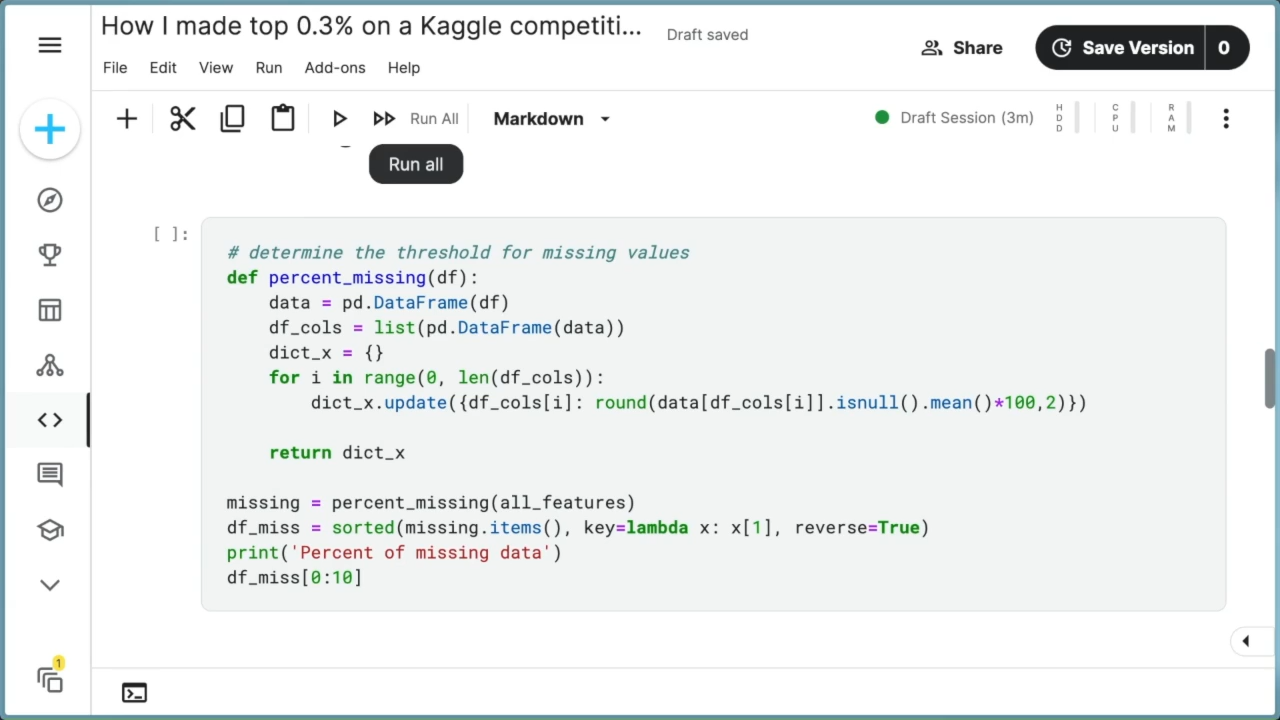 How I made top 0.3% on a Kaggle competiti...
Draft saved
Share
Save Version
0
File Edit View Run Add-ons Help
Run All
Markdown
Draft Session (3m)
HDD
CPU
RAM
Run all
[ ]:
# determine the threshold for missing values
def percent_missing(df):
    data = pd.DataFrame(df)
    df_cols = list(pd.DataFrame(data))
    dict_x = {}
    for i in range(0, len(df_cols)):
        dict_x.update({df_cols[i]: round(data[df_cols[i]].isnull().mean()*100,2)})
    return dict_x
missing = percent_missing(all_features)
df_miss = sorted(missing.items(), key=lambda x: x[1], reverse=True)
print('Percent of missing data')
df_miss[0:10]
1